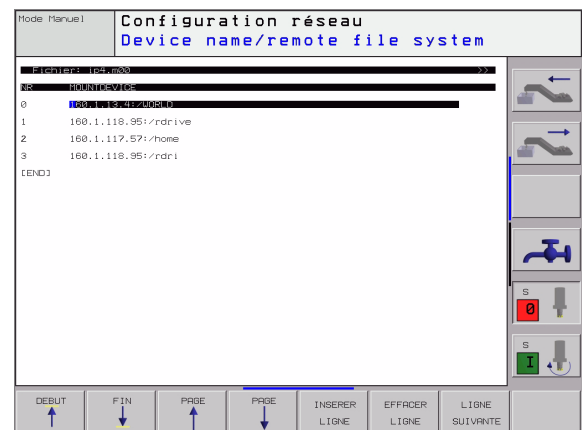 Mode Manuel
Configuration réseau
Device name/remote file system
Fichier: ip4.m00 >>
NR MOUNTDEVICE
0 160.1.13.4:/WORLD
1 160.1.118.95:/rdrive
2 160.1.117.57:/home
3 160.1.118.95:/rdri
[END]
S
0
S
I
DEBUT
FIN
PAGE
PAGE
INSERER
LIGNE
EFFACER
LIGNE
LIGNE
SUIVANTE